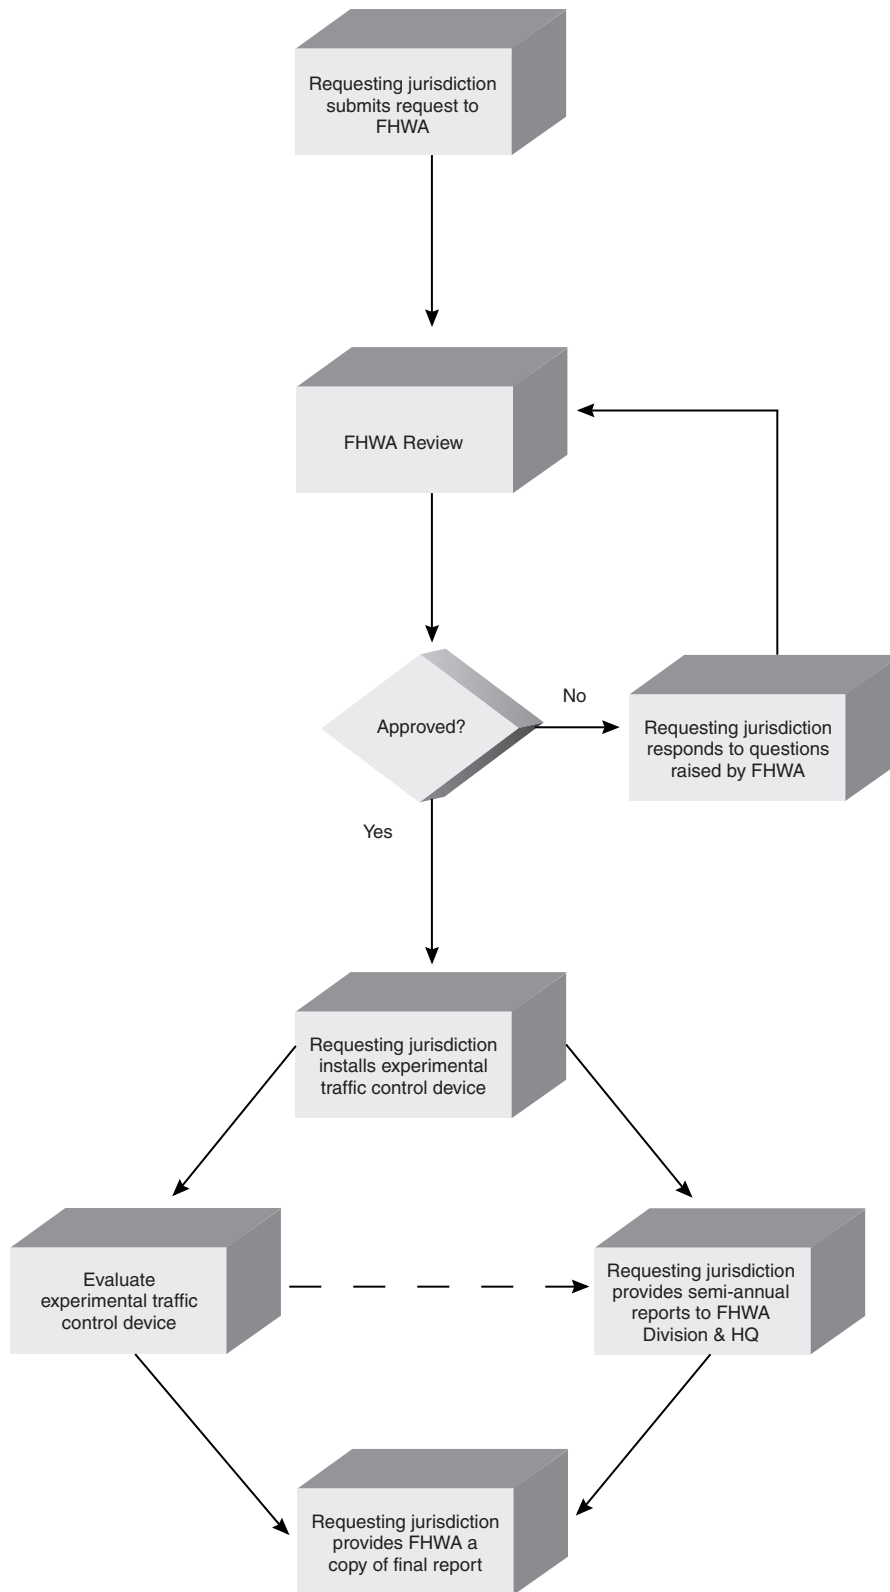 Requesting jurisdiction
submits request to
FHWA
FHWA Review
Approved?
No
Requesting jurisdiction
responds to questions
raised by FHWA
Yes
Requesting jurisdiction
installs experimental
traffic control device
Evaluate
experimental traffic
control device
Requesting jurisdiction
provides semi-annual
reports to FHWA
Division & HQ
Requesting jurisdiction
provides FHWA a
copy of final report